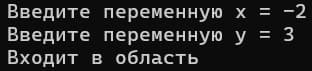 Введите переменную x = -2
Введите переменную y = 3
Входит в область